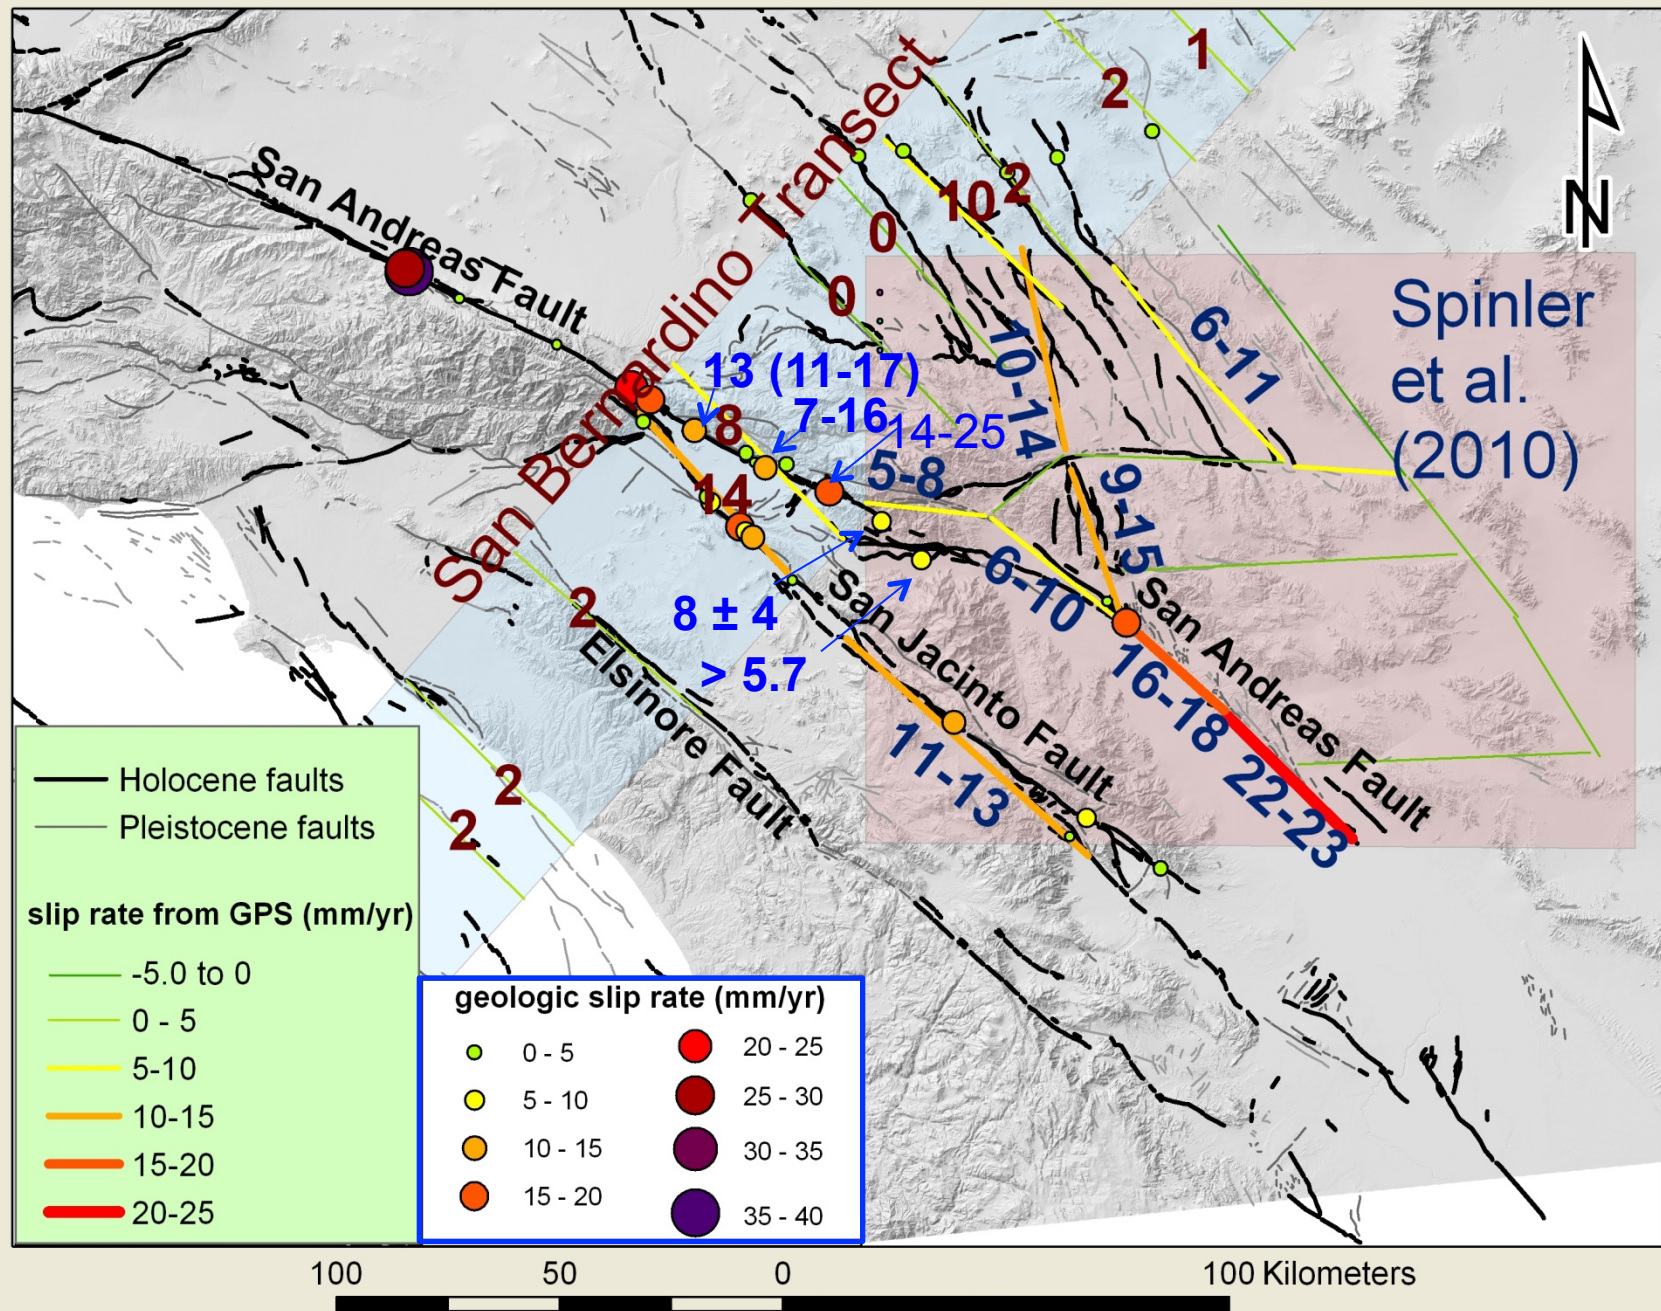 San Bernardino Transect
1
2
2
10
0
0
N
San Andreas Fault
Spinler
et al.
(2010)
6-11
10-14
13 (11-17)
8
7-16
14-25
5-8
14
9-15
6-10
8 ± 4
> 5.7
2
Elsinore Fault
San Jacinto Fault
San Andreas Fault
16-18
22-23
11-13
2
2
Holocene faults
Pleistocene faults
slip rate from GPS (mm/yr)
-5.0 to 0
0 - 5
5-10
10-15
15-20
20-25
geologic slip rate (mm/yr)
0 - 5
5 - 10
10 - 15
15 - 20
20 - 25
25 - 30
30 - 35
35 - 40
100 50 0 100 Kilometers